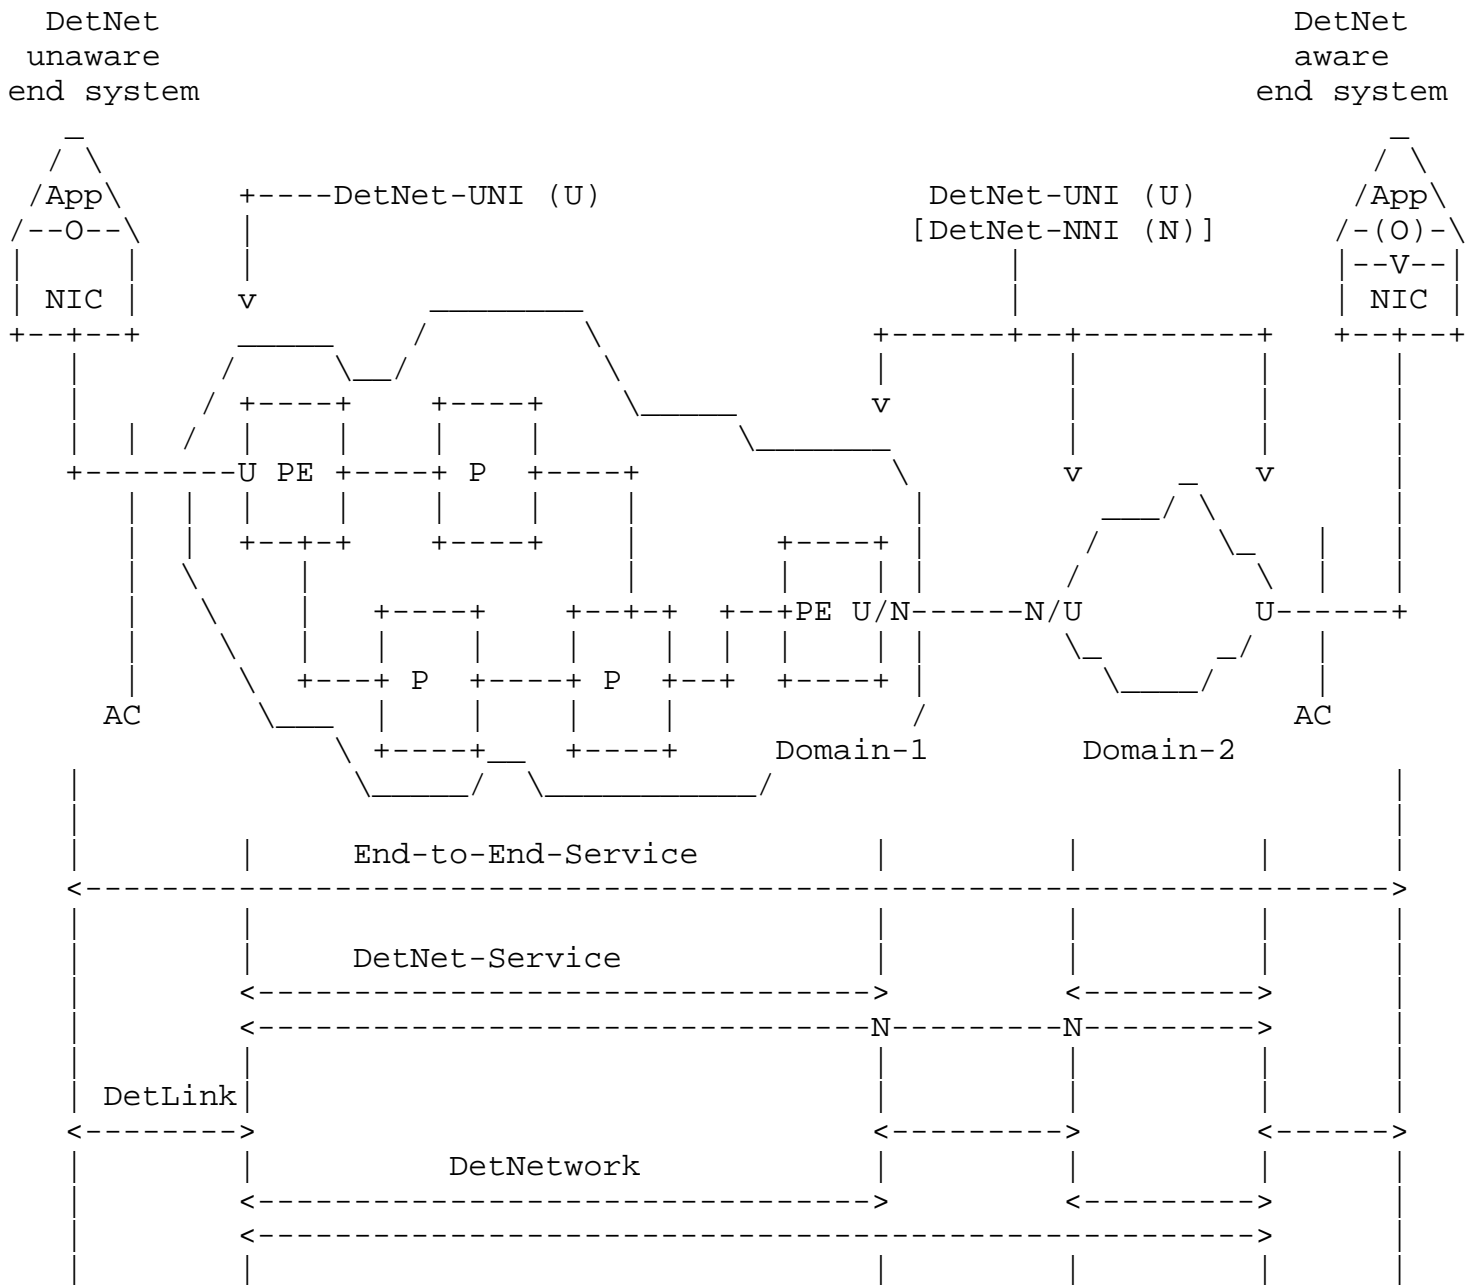 DetNet DetNet
unaware aware
end system end system
App +----DetNet-UNI (U) DetNet-UNI (U) App
--O-- [DetNet-NNI (N)] -(O)-
--V--
NIC v NIC
v
U PE P v v
PE U/N------N/U U
P P
AC AC
Domain-1 Domain-2
End-to-End-Service
DetNet-Service
N N
DetLink
DetNetwork